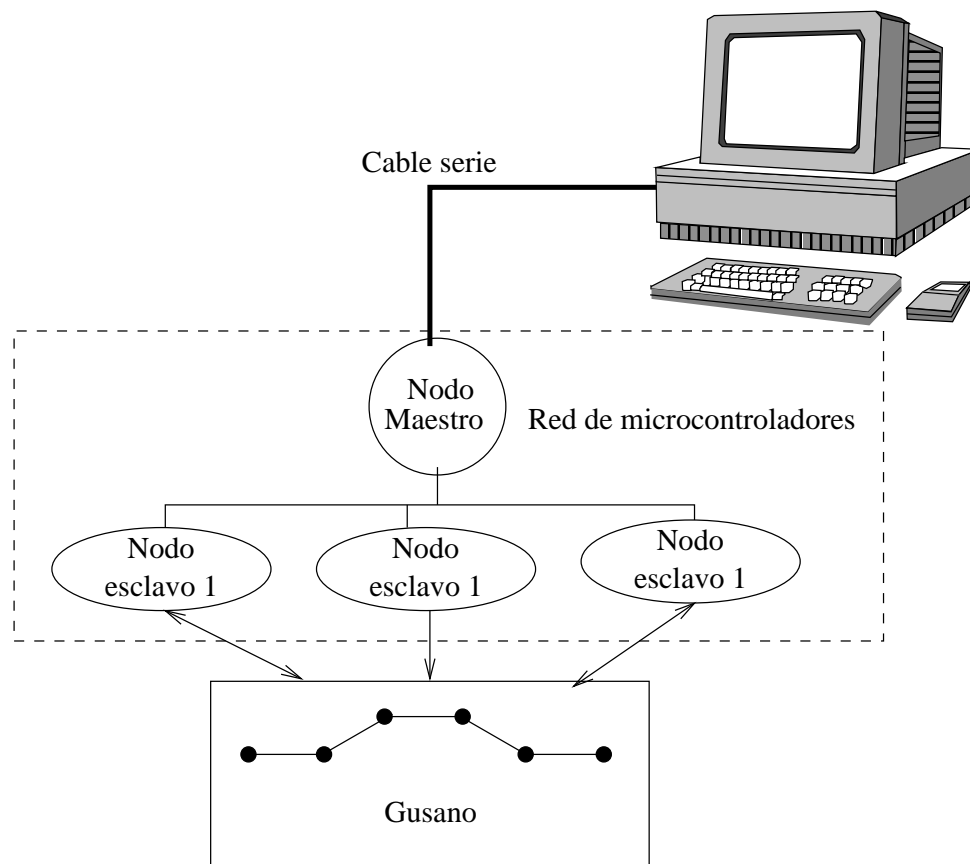 Cable serie
Nodo
Maestro
Red de microcontroladores
Nodo
esclavo 1
Nodo
esclavo 1
Nodo
esclavo 1
Gusano